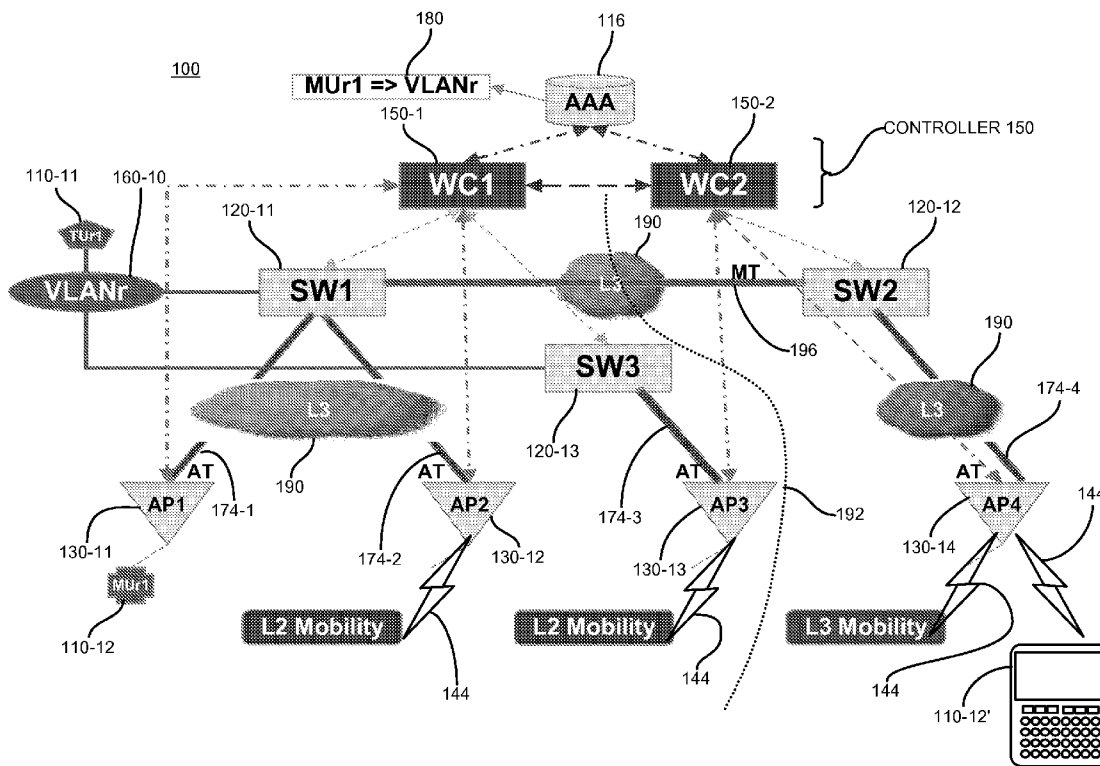 180
116
100
MUr1 => VLANr
AAA
150-1
150-2
CONTROLLER 150
110-11
160-10
WC1
WC2
120-11
190
120-12
TUr1
VLANr
SW1
L3
MT
SW2
196
190
SW3
L3
L3
174-4
120-13
190
AT
AT
AT
AT
AP1
174-1
AP2
174-2
AP3
174-3
192
AP4
144
130-11
130-12
130-13
130-14
MUr1
110-12
L2 Mobility
L2 Mobility
L3 Mobility
144
144
144
110-12'